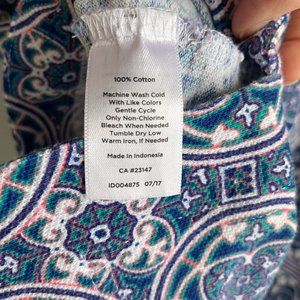 100% Cotton
Machine Wash Cold
With Like Colors
Gentle Cycle
Only Non-Chlorine
Bleach When Needed
Tumble Dry Low
Warm Iron, If Needed
Made In Indonesia
CA #23147
ID004875 07/17